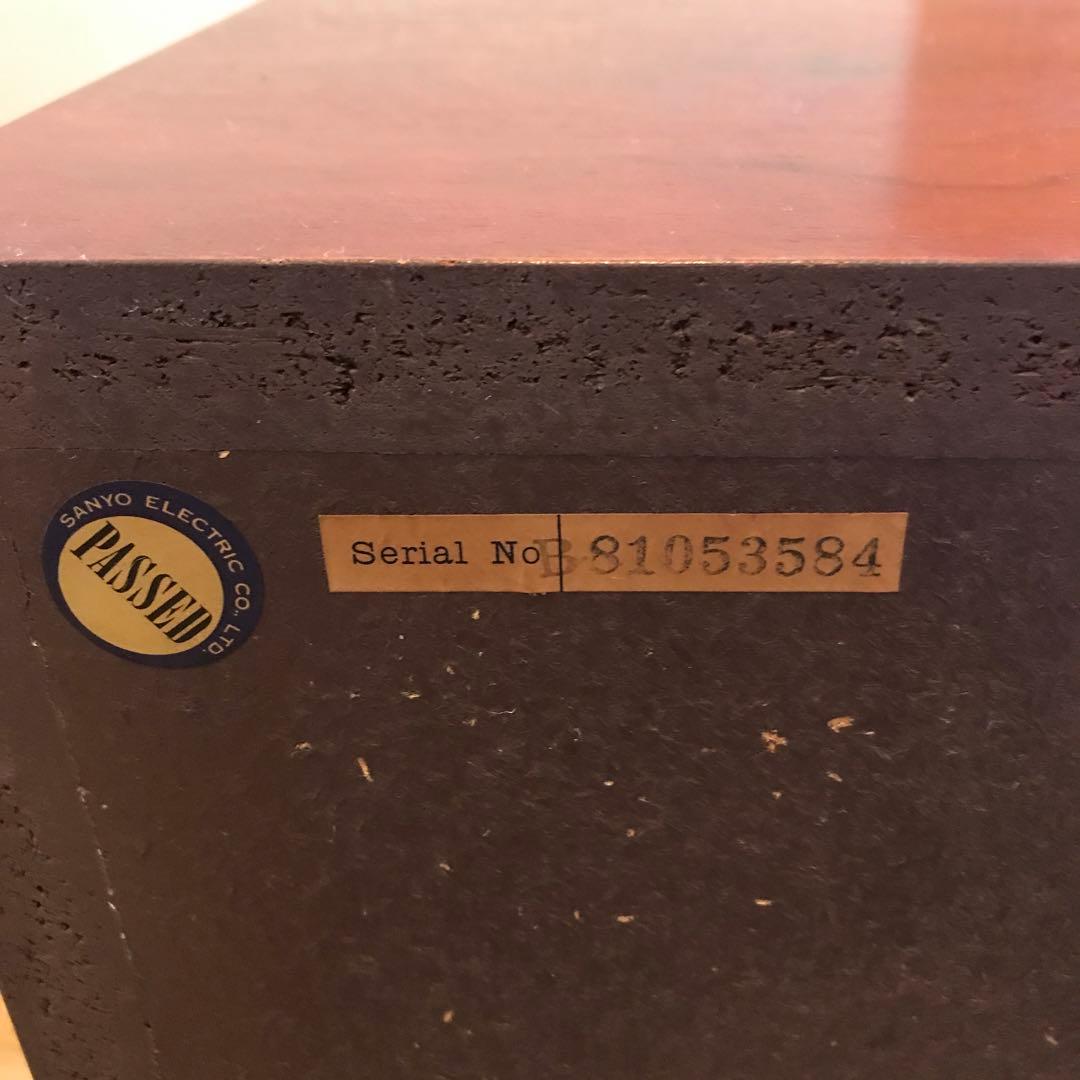 SANYO ELECTRIC CO., LTD.
PASSED
Serial No B-81053584